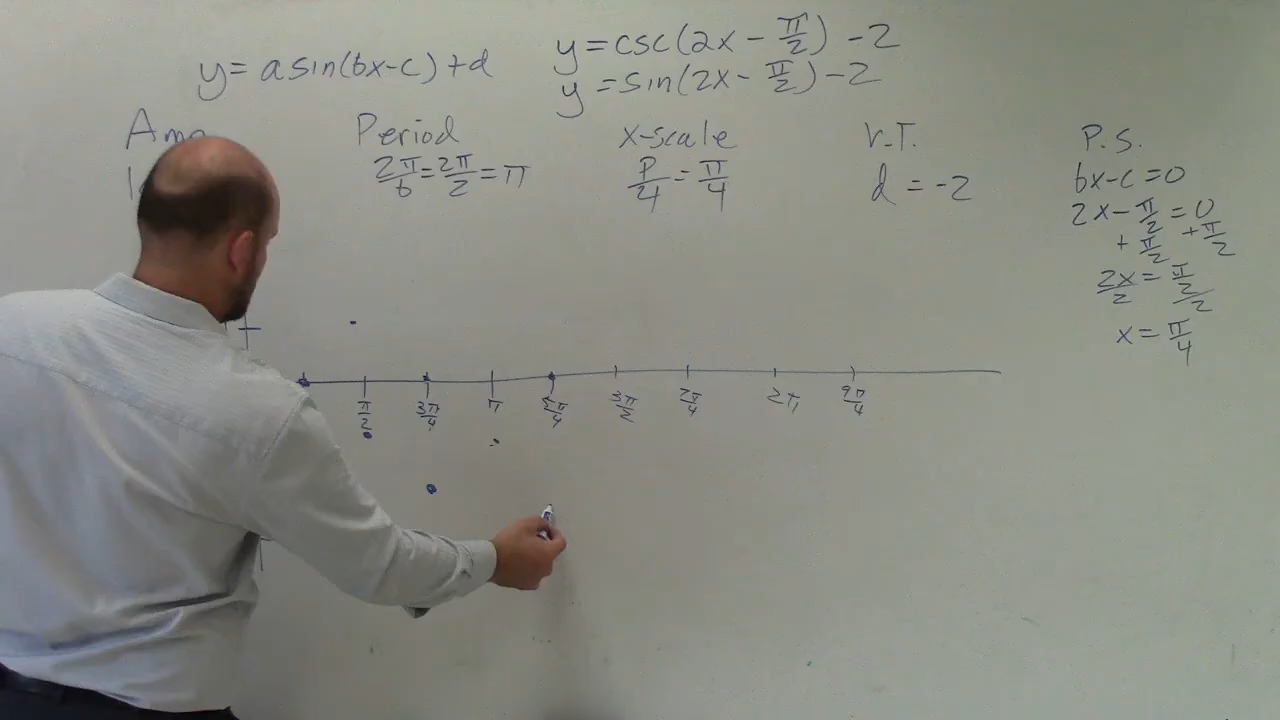 y = a sin(bx-c) + d
y = csc(2x - π/2) - 2
y = sin(2x - π/2) - 2
Period
2π/b = 2π/2 = π
x-scale
P/4 = π/4
V.T.
d = -2
P.S.
bx-c = 0
2x - π/2 = 0
+ π/2 + π/2
2x/2 = π/2/2
x = π/4
π/2 3π/4 π 5π/4 3π/2 7π/4 2π 9π/4